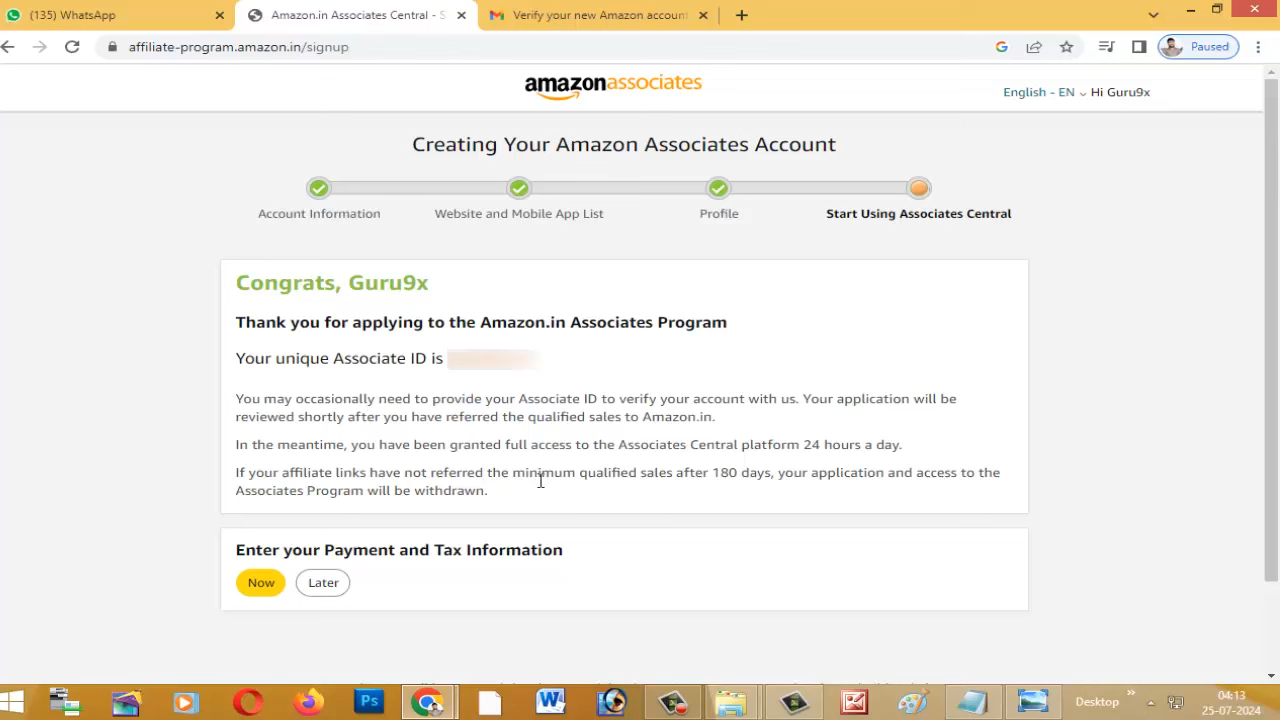 (135) WhatsApp
Amazon.in Associates Central - S
Verify your new Amazon account
affiliate-program.amazon.in/signup
Paused
amazonassociates
English - EN
Hi Guru9x
Creating Your Amazon Associates Account
Account Information
Website and Mobile App List
Profile
Start Using Associates Central
Congrats, Guru9x
Thank you for applying to the Amazon.in Associates Program
Your unique Associate ID is
You may occasionally need to provide your Associate ID to verify your account with us. Your application will be
reviewed shortly after you have referred the qualified sales to Amazon.in.
In the meantime, you have been granted full access to the Associates Central platform 24 hours a day.
If your affiliate links have not referred the minimum qualified sales after 180 days, your application and access to the
Associates Program will be withdrawn.
Enter your Payment and Tax Information
Now
Later
Ps
Desktop
04:13
25-07-2024